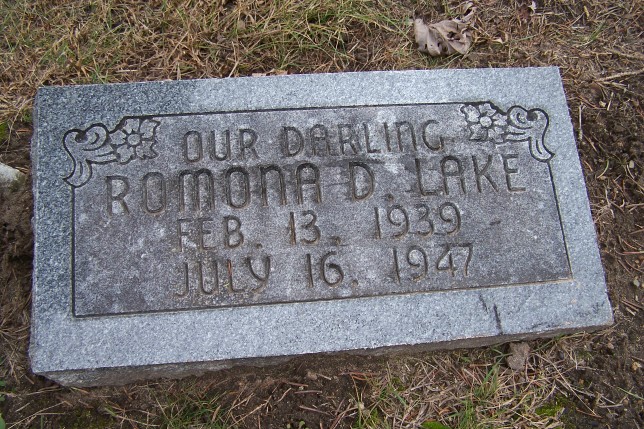 OUR DARLING
ROMONA D. LAKE
FEB. 13. 1939
JULY 16. 1947